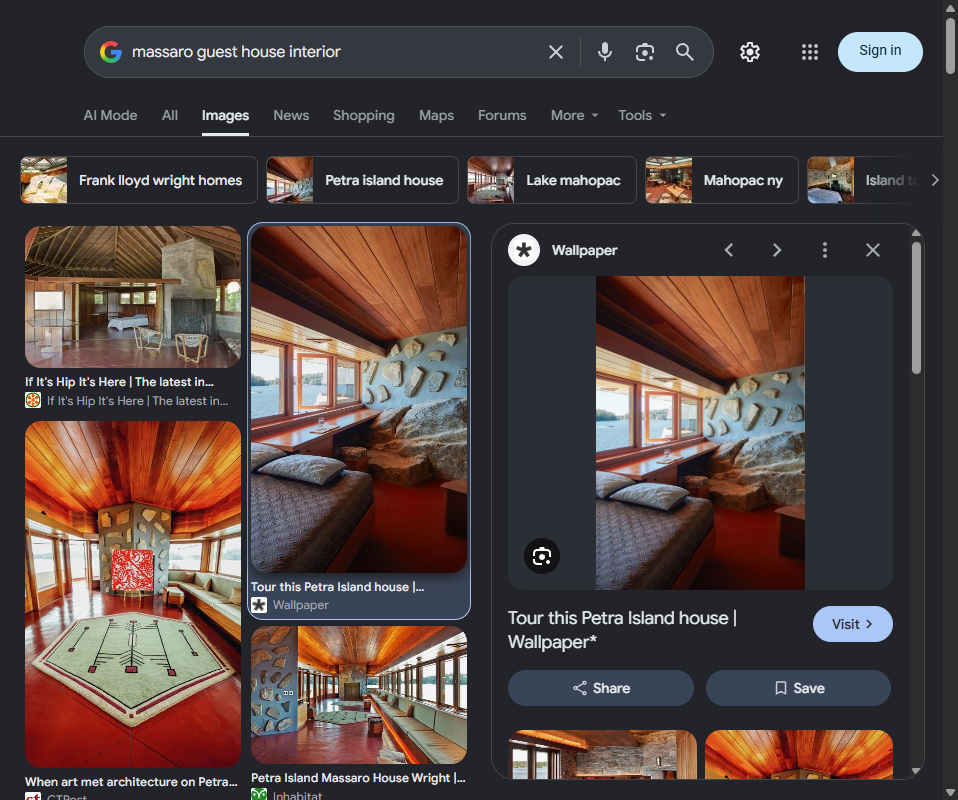 massaro guest house interior
Sign in
AI Mode
All
Images
News
Shopping
Maps
Forums
More
Tools
Frank lloyd wright homes
Petra island house
Lake mahopac
Mahopac ny
Island
If It's Hip It's Here | The latest in...
If It's Hip It's Here | The latest in...
When art met architecture on Petra...
CTPost
Tour this Petra Island house |...
Wallpaper
Petra Island Massaro House Wright |...
Inhabitat
Wallpaper
Tour this Petra Island house |
Wallpaper*
Visit
Share
Save